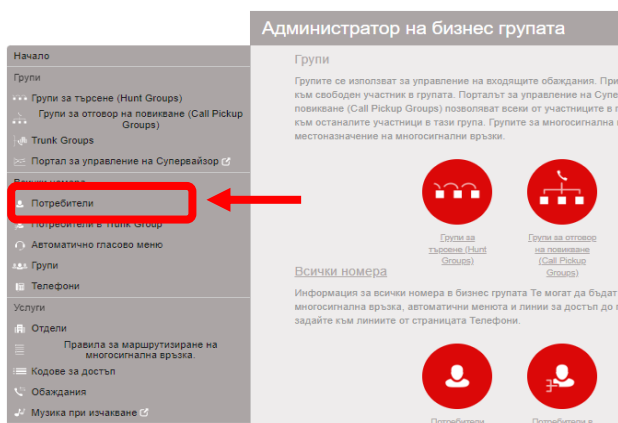 Администратор на бизнес групата
Начало
Групи
Групи за търсене (Hunt Groups)
Групи за отговор на повикване (Call Pickup
Groups)
Trunk Groups
Портал за управление на Супервайзор
Всички номера
Потребители
Потребители в Trunk Group
Автоматично гласово меню
Групи
Телефони
Услуги
Отдели
Правила за маршрутизиране на
многосигнална връзка.
Кодове за достъп
Обаждания
Музика при изчакване
Групи
Групите се използват за управление на входящите обаждания. При
към свободен участник в групата. Порталът за управление на Супе
повикване (Call Pickup Groups) позволяват всеки от участниците в
към останалите участници в тази група. Групите за многосигнална
местоназначение на многосигнални връзки.
Групи за
търсене (Hunt
Groups)
Групи за отговор
на повикване
(Call Pickup
Groups)
Всички номера
Информация за всички номера в бизнес групата Те могат да бъдат
многосигнална връзка, автоматични менюта и линии за достъп до
задайте към линиите от страницата Телефони.
Потребители
Потребители в